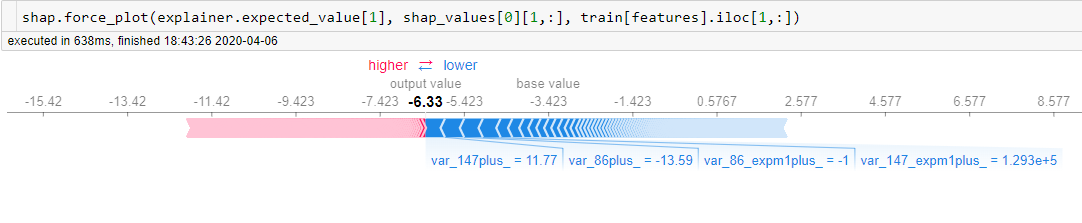 shap.force_plot(explainer.expected_value[1], shap_values[0][1,:], train[features].iloc[1,:])
executed in 638ms, finished 18:43:26 2020-04-06
higher ⇄ lower
output value base value
-15.42 -13.42 -11.42 -9.423 -7.423 -6.33 -5.423 -3.423 -1.423 0.5767 2.577 4.577 6.577 8.577
var_147plus_ = 11.77 var_86plus_ = -13.59 var_86_expm1plus_ = -1 var_147_expm1plus_ = 1.293e+5